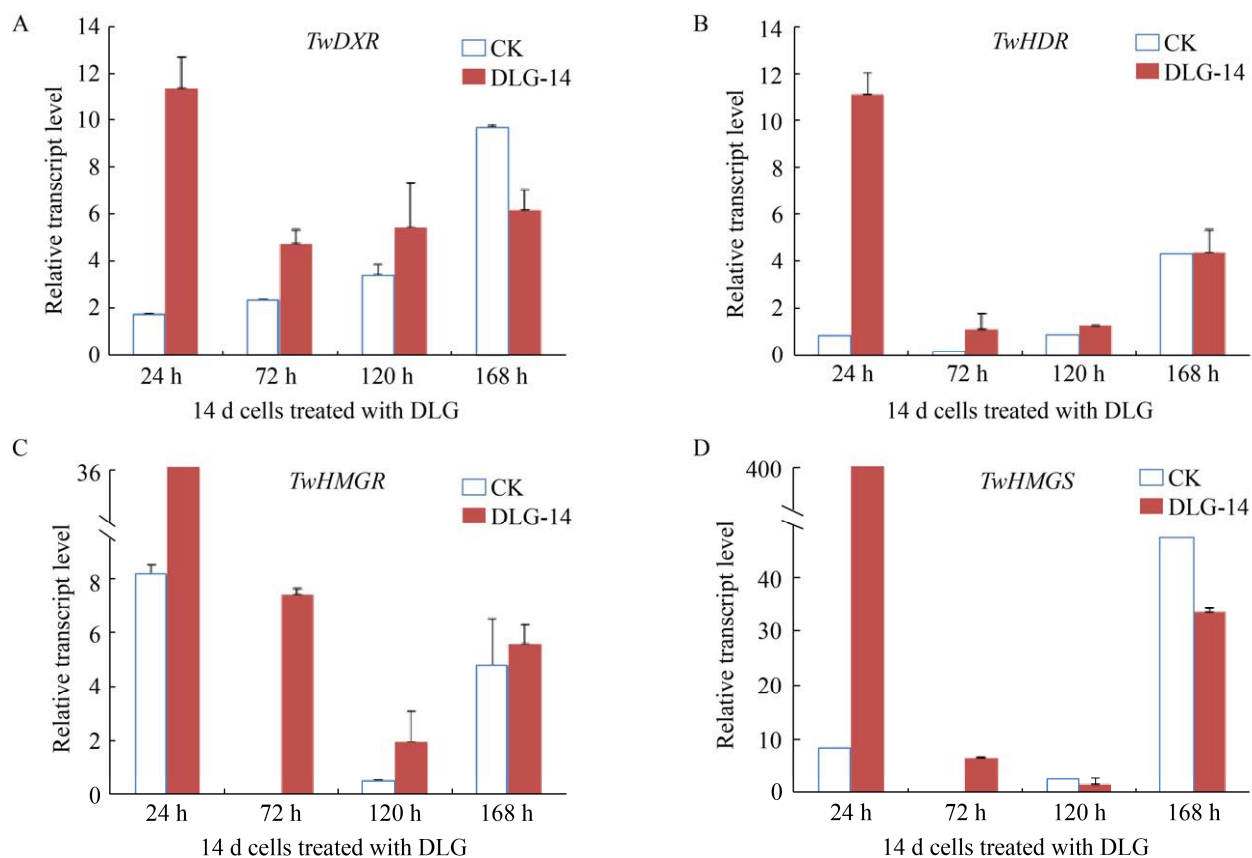 A
TwDXR
CK
DLG-14
Relative transcript level
14
12
10
8
6
4
2
0
24 h 72 h 120 h 168 h
14 d cells treated with DLG
B
TwHDR
CK
DLG-14
Relative transcript level
14
12
10
8
6
4
2
0
24 h 72 h 120 h 168 h
14 d cells treated with DLG
C
TwHMGR
CK
DLG-14
Relative transcript level
36
8
6
4
2
0
24 h 72 h 120 h 168 h
14 d cells treated with DLG
D
TwHMGS
CK
DLG-14
Relative transcript level
400
40
30
20
10
0
24 h 72 h 120 h 168 h
14 d cells treated with DLG